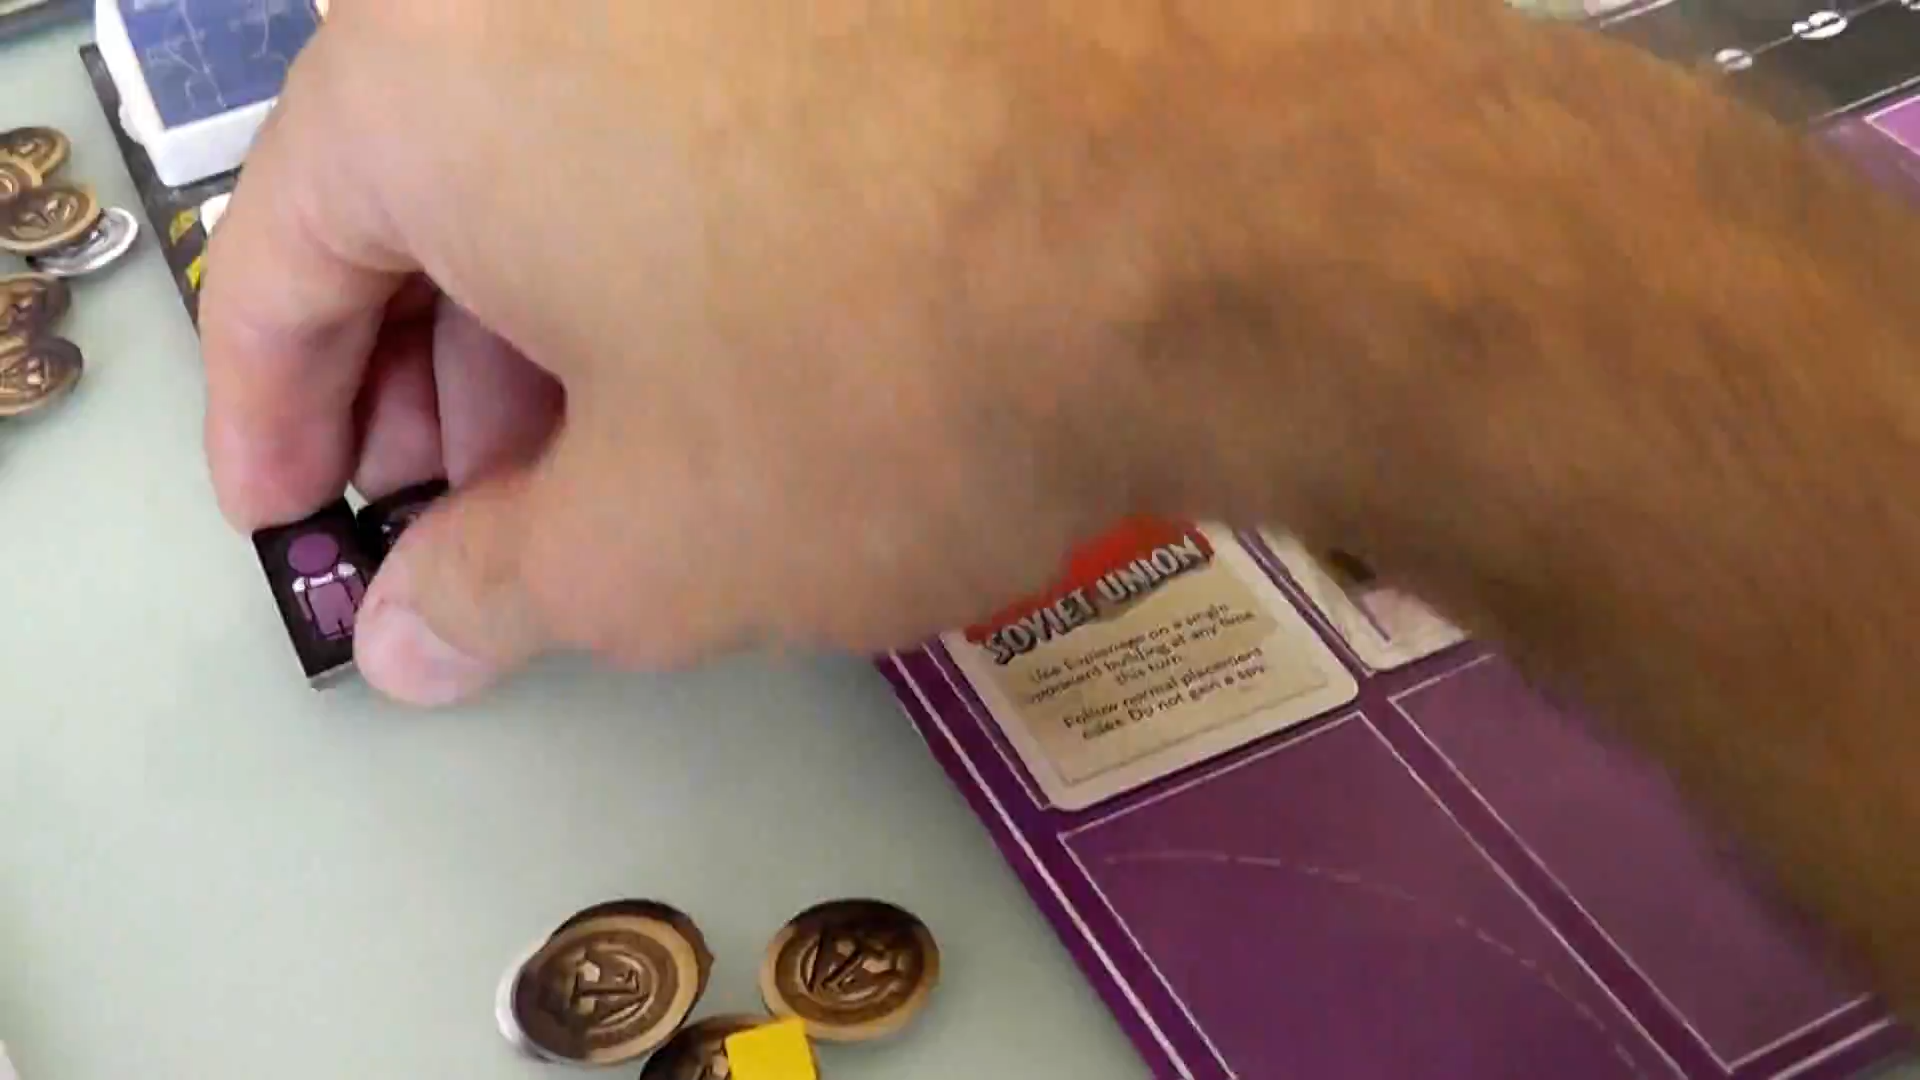 SOVIET UNION
Use Espionage on a single
opponent building at any time
this turn.
Follow normal placement
rules. Do not gain a spy.